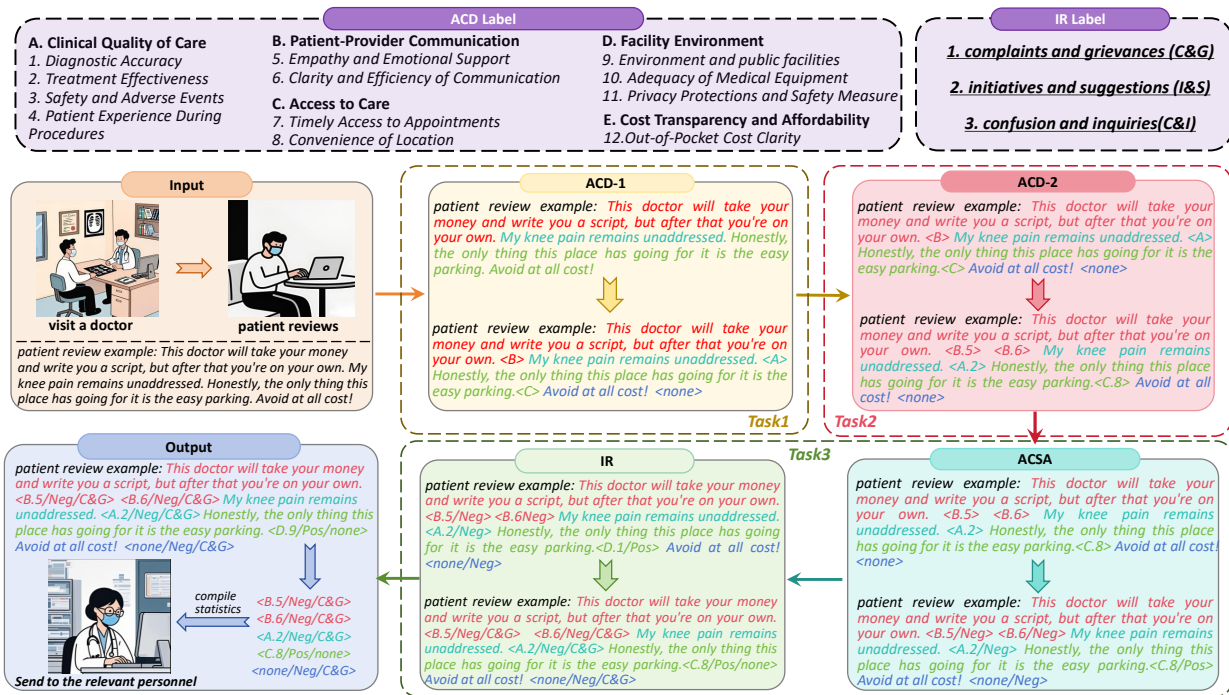 ACD Label
A. Clinical Quality of Care
1. Diagnostic Accuracy
2. Treatment Effectiveness
3. Safety and Adverse Events
4. Patient Experience During
Procedures
B. Patient-Provider Communication
5. Empathy and Emotional Support
6. Clarity and Efficiency of Communication
C. Access to Care
7. Timely Access to Appointments
8. Convenience of Location
D. Facility Environment
9. Environment and public facilities
10. Adequacy of Medical Equipment
11. Privacy Protections and Safety Measure
E. Cost Transparency and Affordability
12.Out-of-Pocket Cost Clarity
IR Label
1. complaints and grievances (C&G)
2. initiatives and suggestions (I&S)
3. confusion and inquiries(C&I)
Input
visit a doctor
patient reviews
patient review example: This doctor will take your money
and write you a script, but after that you're on your own. My
knee pain remains unaddressed. Honestly, the only thing this
place has going for it is the easy parking. Avoid at all cost!
ACD-1
patient review example: This doctor will take your
money and write you a script, but after that you're on
your own. My knee pain remains unaddressed. Honestly,
the only thing this place has going for it is the easy
parking. Avoid at all cost!
patient review example: This doctor will take your
money and write you a script, but after that you're on
your own. <B> My knee pain remains unaddressed. <A>
Honestly, the only thing this place has going for it is the
easy parking.<C> Avoid at all cost! <none>
Task1
ACD-2
patient review example: This doctor will take your
money and write you a script, but after that you're on
your own. <B> My knee pain remains unaddressed. <A>
Honestly, the only thing this place has going for it is the
easy parking.<C> Avoid at all cost! <none>
patient review example: This doctor will take your
money and write you a script, but after that you're on
your own. <B.5> <B.6> My knee pain remains
unaddressed. <A.2> Honestly, the only thing this place
has going for it is the easy parking.<C.8> Avoid at all
cost! <none>
Task2
Output
patient review example: This doctor will take your money
and write you a script, but after that you're on your own.
<B.5/Neg/C&G> <B.6/Neg/C&G> My knee pain remains
unaddressed. <A.2/Neg/C&G> Honestly, the only thing this
place has going for it is the easy parking. <D.9/Pos/none>
Avoid at all cost! <none/Neg/C&G>
compile
statistics
<B.5/Neg/C&G>
<B.6/Neg/C&G>
<A.2/Neg/C&G>
<C.8/Pos/none>
<none/Neg/C&G>
Send to the relevant personnel
Task3
IR
patient review example: This doctor will take your money
and write you a script, but after that you're on your own.
<B.5/Neg> <B.6Neg> My knee pain remains unaddressed.
<A.2/Neg> Honestly, the only thing this place has going
for it is the easy parking.<D.1/Pos> Avoid at all cost!
<none/Neg>
patient review example: This doctor will take your money
and write you a script, but after that you're on your own.
<B.5/Neg/C&G> <B.6/Neg/C&G> My knee pain remains
unaddressed. <A.2/Neg/C&G> Honestly, the only thing this
place has going for it is the easy parking.<C.8/Pos/none>
Avoid at all cost! <none/Neg/C&G>
ACSA
patient review example: This doctor will take your
money and write you a script, but after that you're on
your own. <B.5> <B.6> My knee pain remains
unaddressed. <A.2> Honestly, the only thing this place
has going for it is the easy parking.<C.8> Avoid at all cost!
<none>
patient review example: This doctor will take your
money and write you a script, but after that you're on
your own. <B.5/Neg> <B.6/Neg> My knee pain remains
unaddressed. <A.2/Neg> Honestly, the only thing this
place has going for it is the easy parking.<C.8/Pos> Avoid
at all cost! <none/Neg>